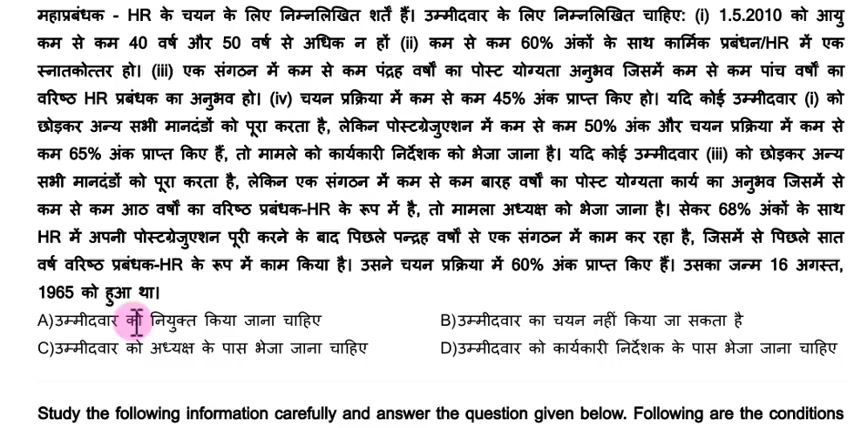 महाप्रबंधक - HR के चयन के लिए निम्नलिखित शर्तें हैं। उम्मीदवार के लिए निम्नलिखित चाहिए: (i) 1.5.2010 को आयु
कम से कम 40 वर्ष और 50 वर्ष से अधिक न हों (ii) कम से कम 60% अंकों के साथ कार्मिक प्रबंधन/HR में एक
स्नातकोत्तर हो। (iii) एक संगठन में कम से कम पंद्रह वर्षों का पोस्ट योग्यता अनुभव जिसमें कम से कम पांच वर्षों का
वरिष्ठ HR प्रबंधक का अनुभव हो। (iv) चयन प्रक्रिया में कम से कम 45% अंक प्राप्त किए हो। यदि कोई उम्मीदवार (i) को
छोड़कर अन्य सभी मानदंडों को पूरा करता है, लेकिन पोस्टग्रेजुएशन में कम से कम 50% अंक और चयन प्रक्रिया में कम से
कम 65% अंक प्राप्त किए हैं, तो मामले को कार्यकारी निर्देशक को भेजा जाना है। यदि कोई उम्मीदवार (iii) को छोड़कर अन्य
सभी मानदंडों को पूरा करता है, लेकिन एक संगठन में कम से कम बारह वर्षों का पोस्ट योग्यता कार्य का अनुभव जिसमें से
कम से कम आठ वर्षों का वरिष्ठ प्रबंधक-HR के रूप में है, तो मामला अध्यक्ष को भेजा जाना है। सेकर 68% अंकों के साथ
HR में अपनी पोस्टग्रेजुएशन पूरी करने के बाद पिछले पन्द्रह वर्षों से एक संगठन में काम कर रहा है, जिसमें से पिछले सात
वर्ष वरिष्ठ प्रबंधक-HR के रूप में काम किया है। उसने चयन प्रक्रिया में 60% अंक प्राप्त किए हैं। उसका जन्म 16 अगस्त,
1965 को हुआ था।
A)उम्मीदवार को नियुक्त किया जाना चाहिए B)उम्मीदवार का चयन नहीं किया जा सकता है
C)उम्मीदवार को अध्यक्ष के पास भेजा जाना चाहिए D)उम्मीदवार को कार्यकारी निर्देशक के पास भेजा जाना चाहिए
Study the following information carefully and answer the question given below. Following are the conditions